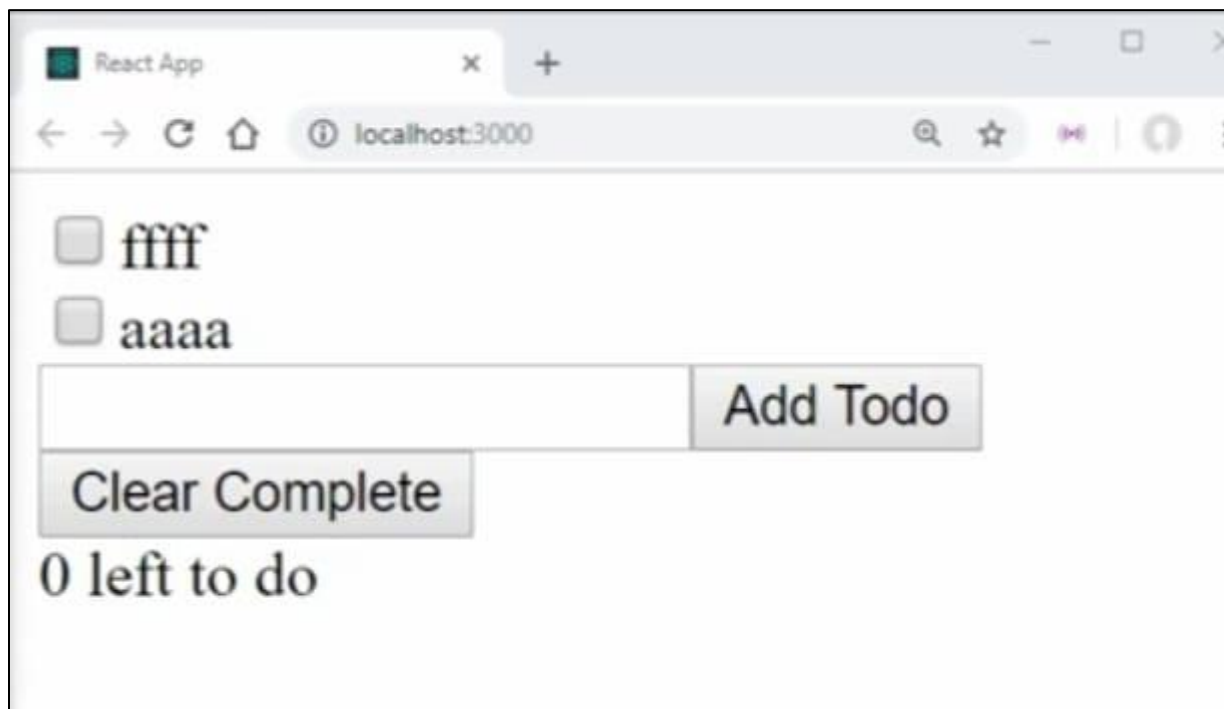 React App
localhost:3000
ffff
aaaa
Add Todo
Clear Complete
0 left to do